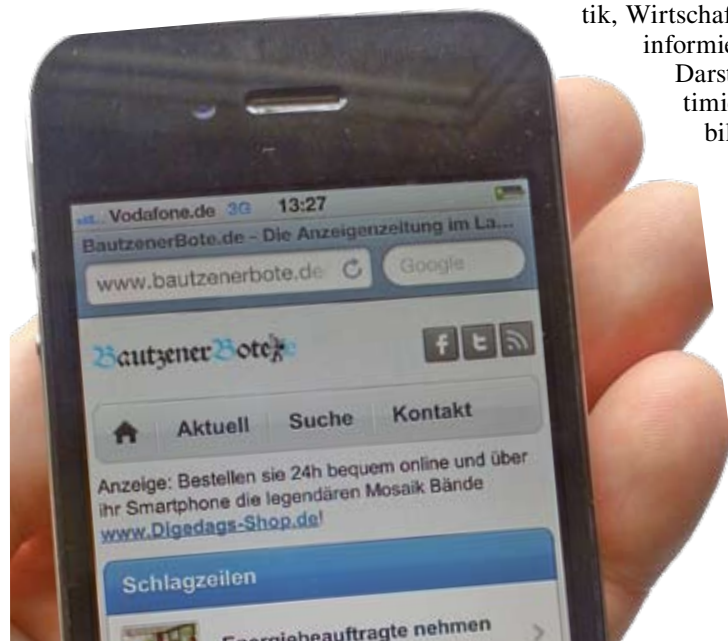 tik, Wirtschaf
informie
Darst
timi
bil
Vodafone.de 3G 13:27
BautzenerBote.de - Die Anzeigenzeitung im La...
www.bautzenerbote.de Google
BautzenerBote
f t
Aktuell Suche Kontakt
Anzeige: Bestellen sie 24h bequem online und über
ihr Smartphone die legendären Mosaik Bände
www.Digedags-Shop.de!
Schlagzeilen
Energiebeauftragte nehmen